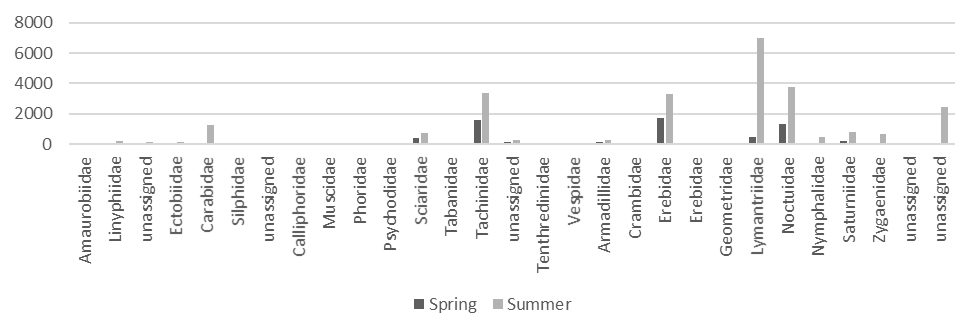 8000
6000
4000
2000
0
Amaurobiidae
Linyphiidae
unassigned
Ectobiidae
Carabidae
Silphidae
unassigned
Calliphoridae
Muscidae
Phoridae
Psychodidae
Sciaridae
Tabanidae
Tachinidae
unassigned
Tenthredimidae
Vespidae
Armadillidae
Crambidae
Erebidae
Erebidae
Geometridae
Lymantriidae
Noctuidae
Nymphalidae
Saturniidae
Zygaenidae
unassigned
unassigned
Spring Summer